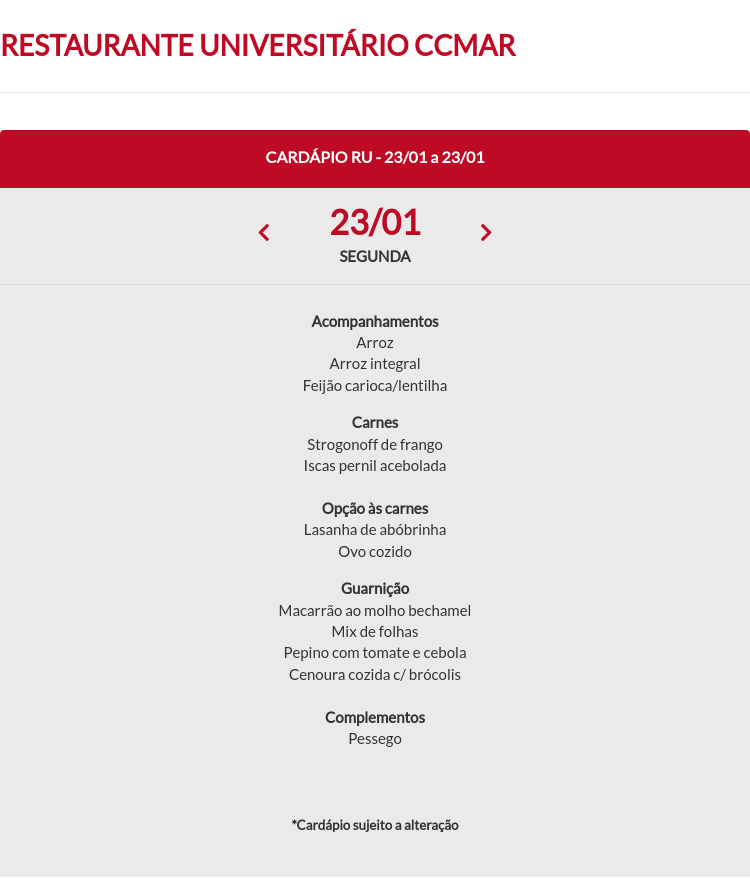 RESTAURANTE UNIVERSITÁRIO CCMAR
CARDÁPIO RU - 23/01 a 23/01
23/01
SEGUNDA
Acompanhamentos
Arroz
Arroz integral
Feijão carioca/lentilha
Carnes
Strogonoff de frango
Iscas pernil acebolada
Opção às carnes
Lasanha de abóbrinha
Ovo cozido
Guarnição
Macarrão ao molho bechamel
Mix de folhas
Pepino com tomate e cebola
Cenoura cozida c/ brócolis
Complementos
Pessego
*Cardápio sujeito a alteração